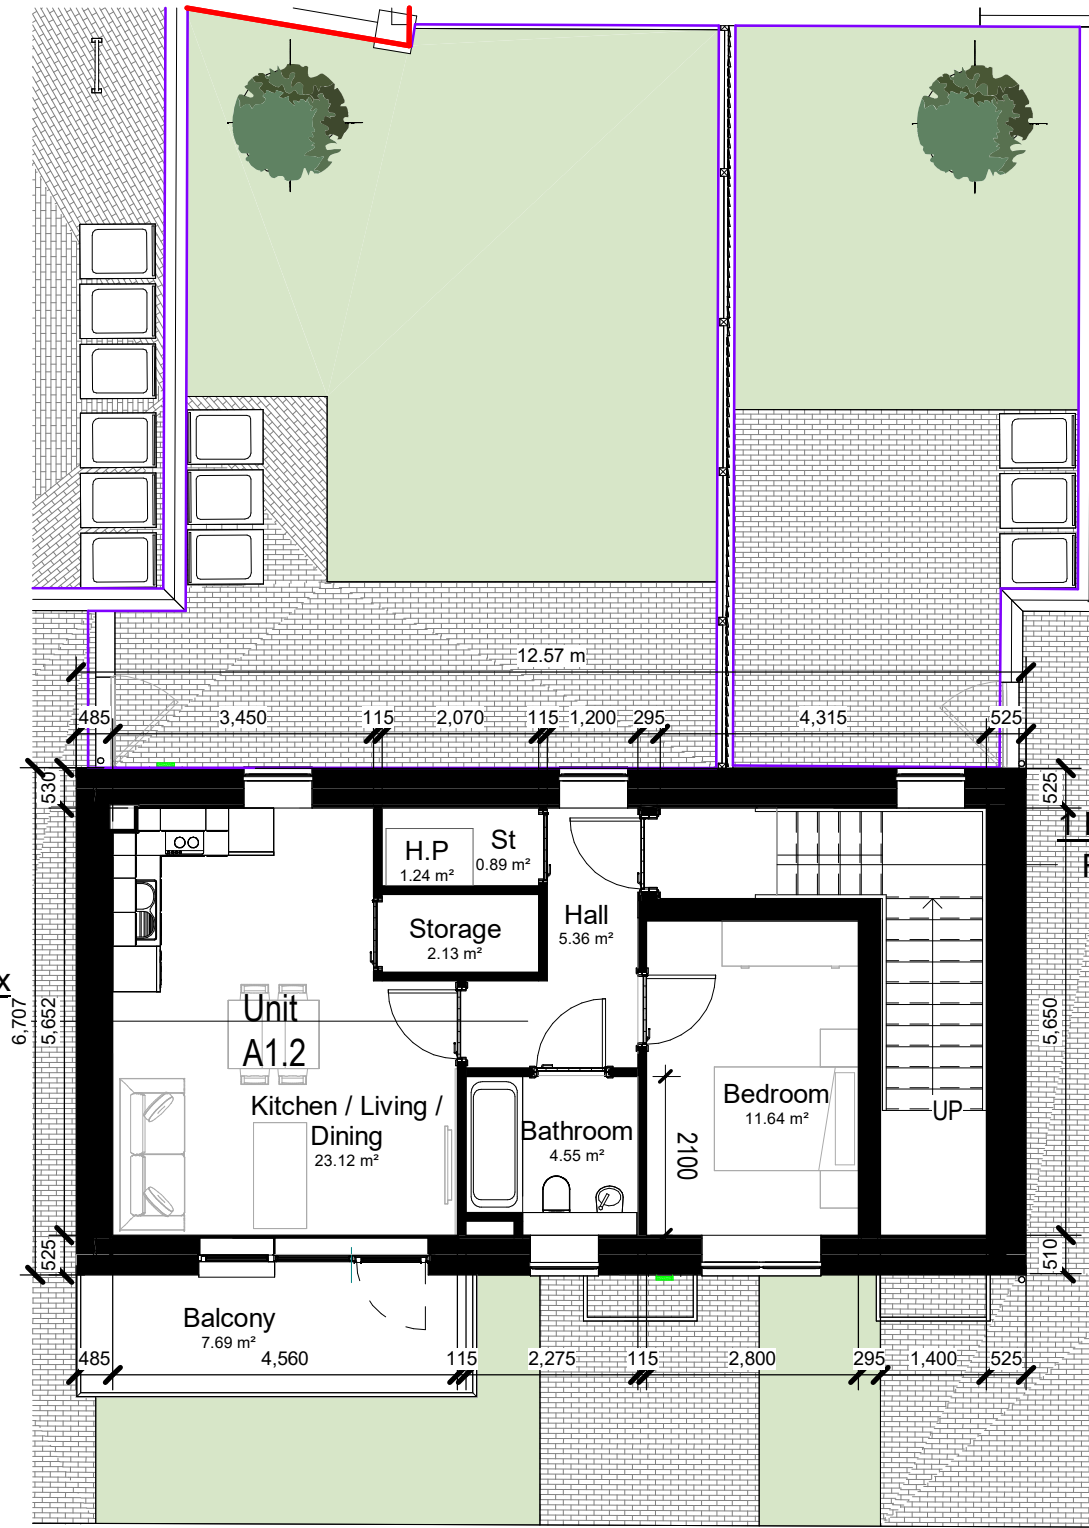 12.57 m
485 3,450 115 2,070 115 1,200 295 4,315 525
530
525
H.P
1.24 m²
St
0.89 m²
Hall
5.36 m²
Storage
2.13 m²
x
6,707
5,652
5,650
Unit
A1.2
Bedroom
11.64 m²
UP
Kitchen / Living /
Dining
23.12 m²
Bathroom
4.55 m²
2100
525
510
Balcony
7.69 m²
485 4,560 115 2,275 115 2,800 295 1,400 525